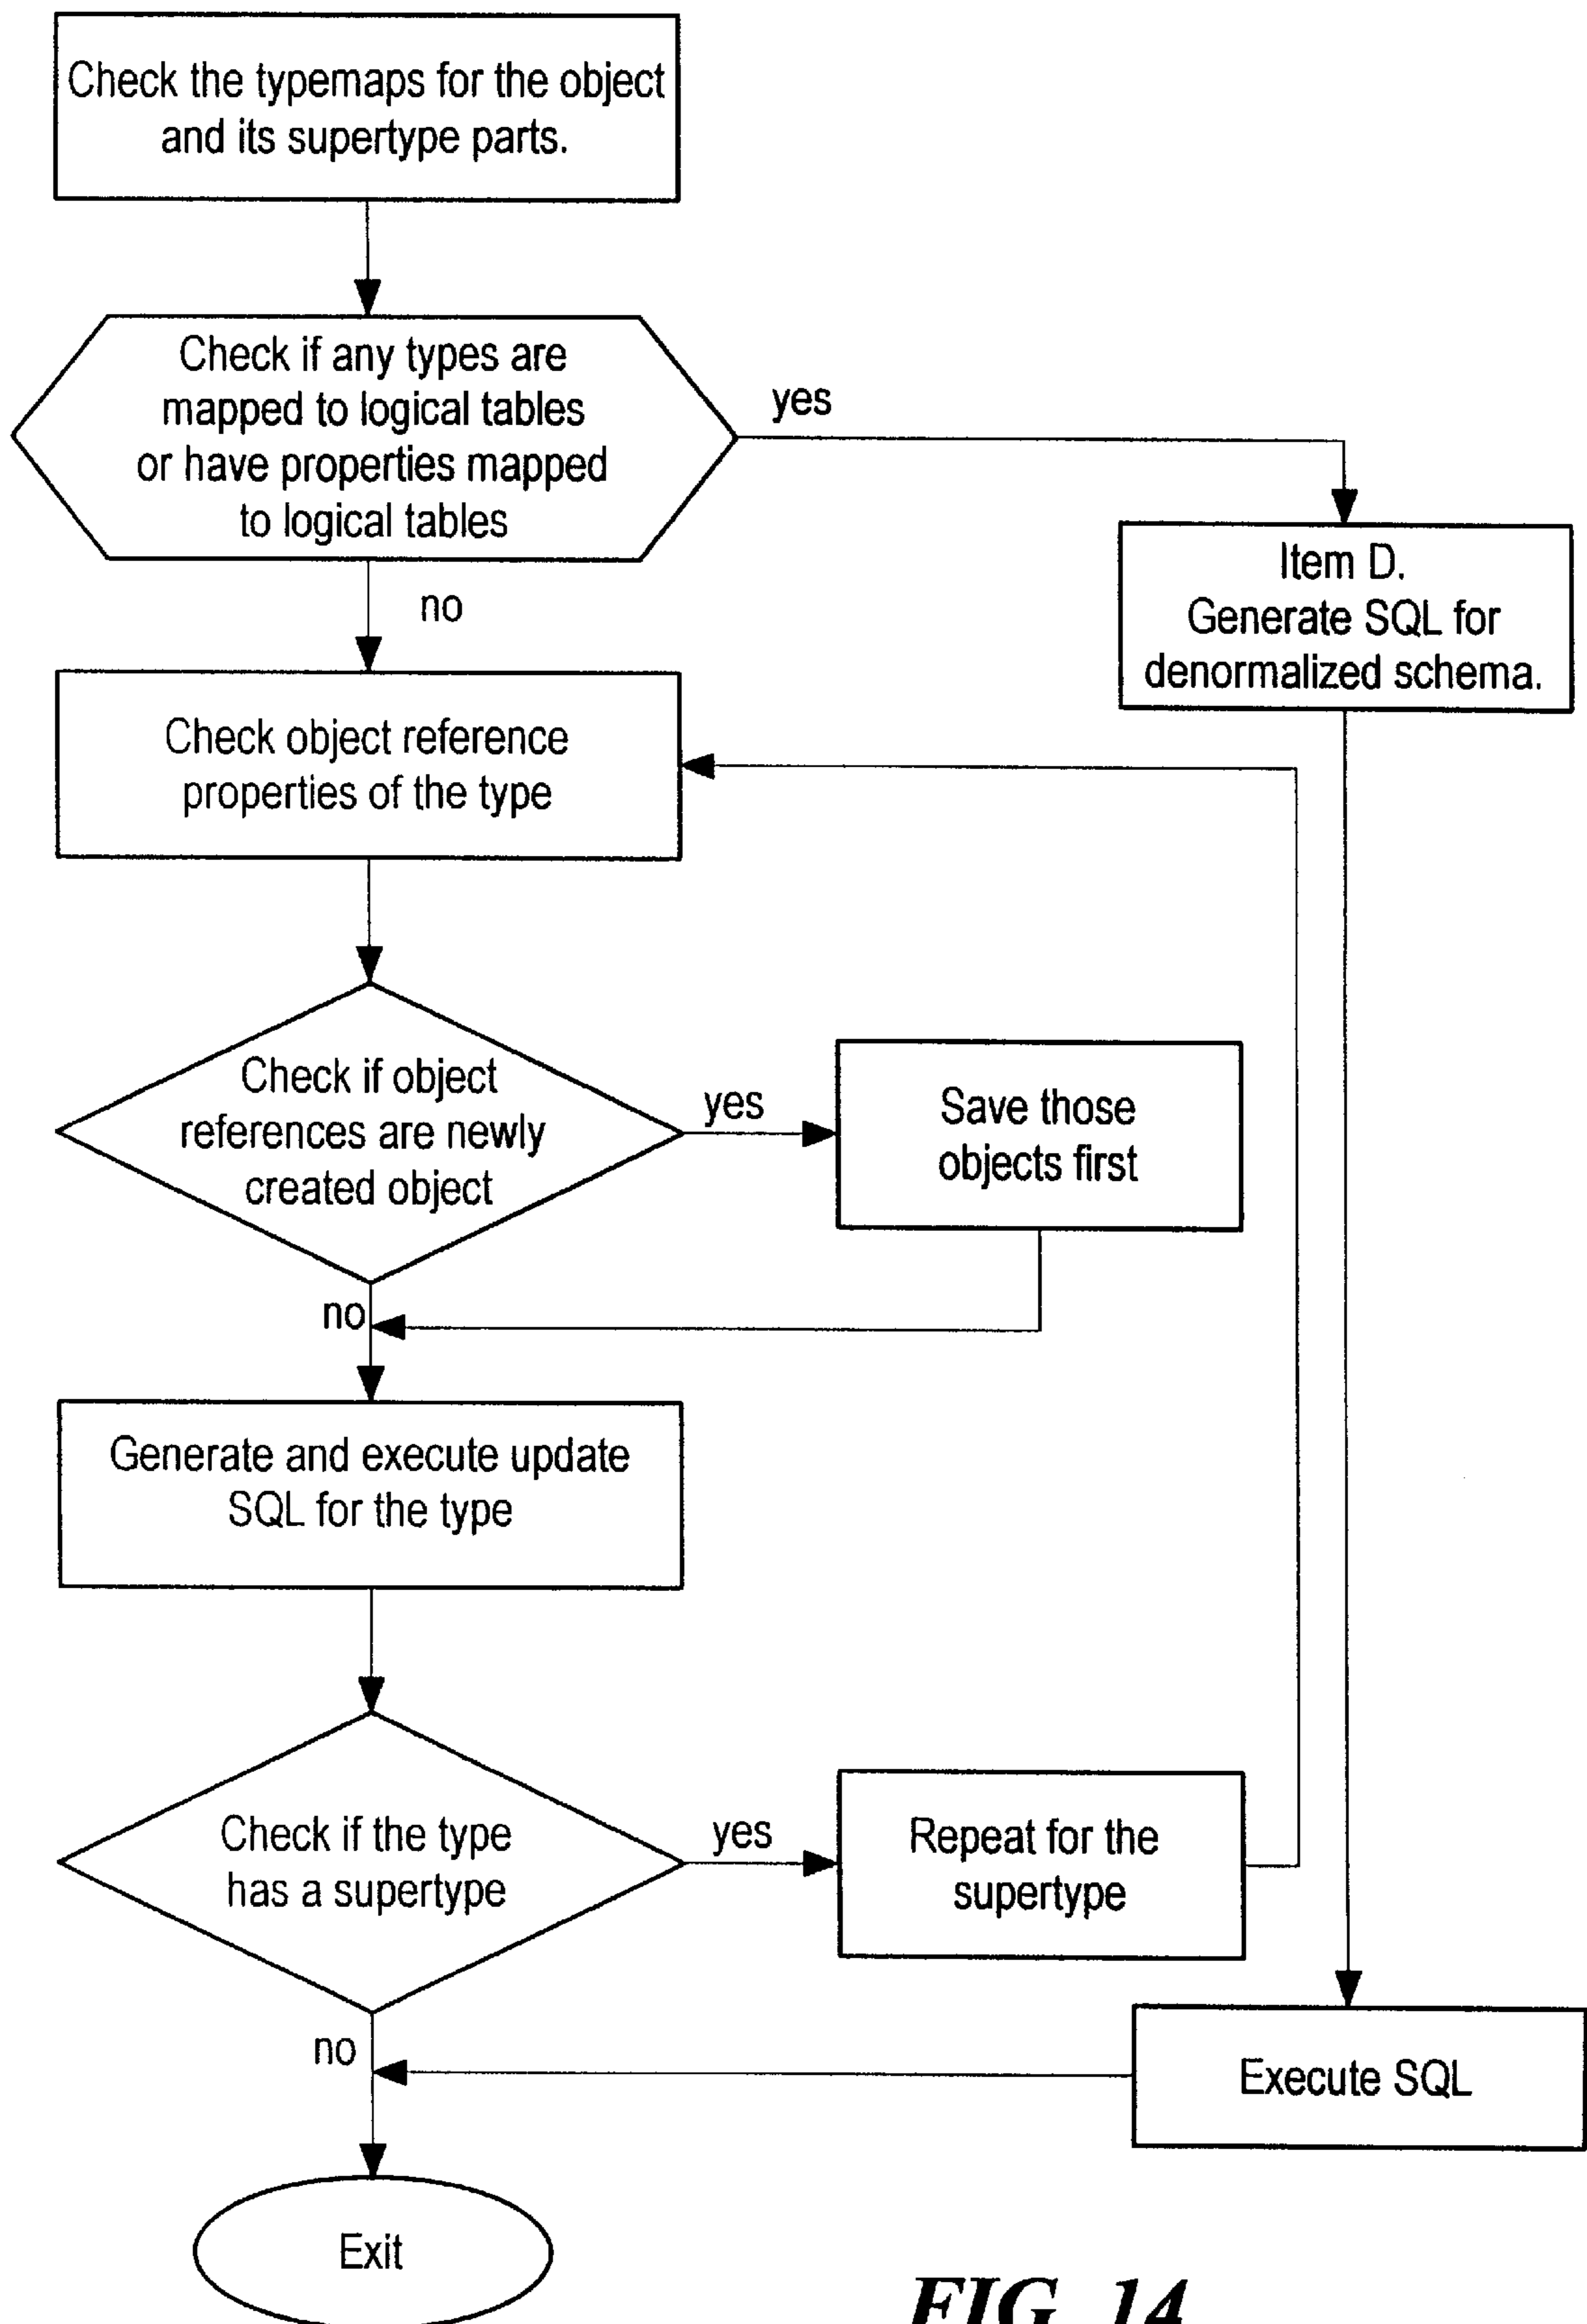 Check the typemaps for the object
and its supertype parts.
Check if any types are
mapped to logical tables
or have properties mapped
to logical tables
yes
no
Item D.
Generate SQL for
denormalized schema.
Check object reference
properties of the type
Check if object
references are newly
created object
yes
Save those
objects first
no
Generate and execute update
SQL for the type
Check if the type
has a supertype
yes
Repeat for the
supertype
no
Execute SQL
Exit
FIG. 14